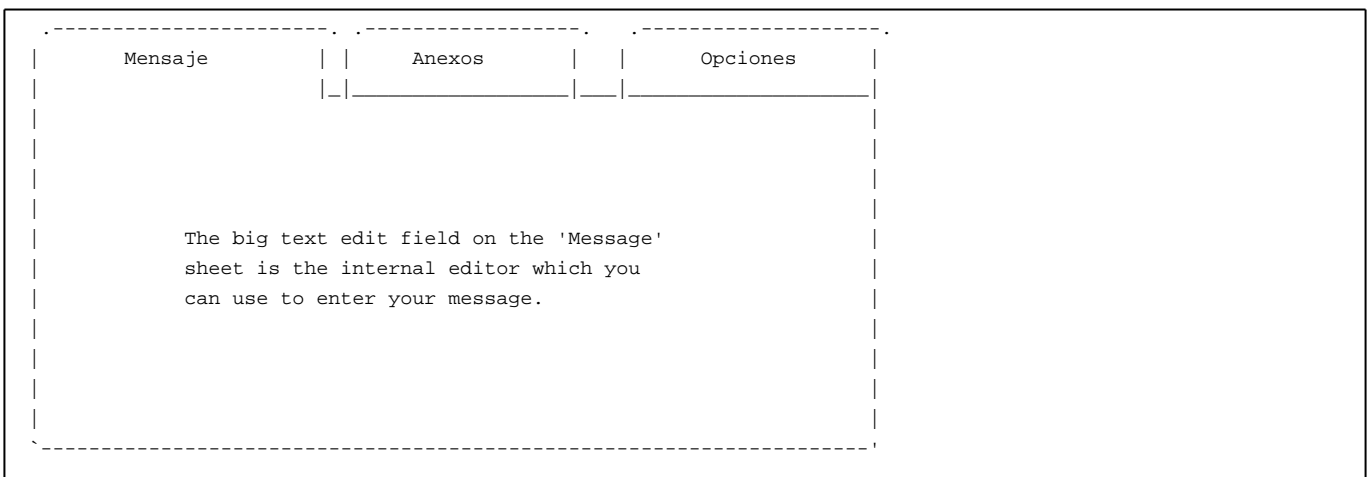 Mensaje Anexos Opciones
The big text edit field on the 'Message'
sheet is the internal editor which you
can use to enter your message.